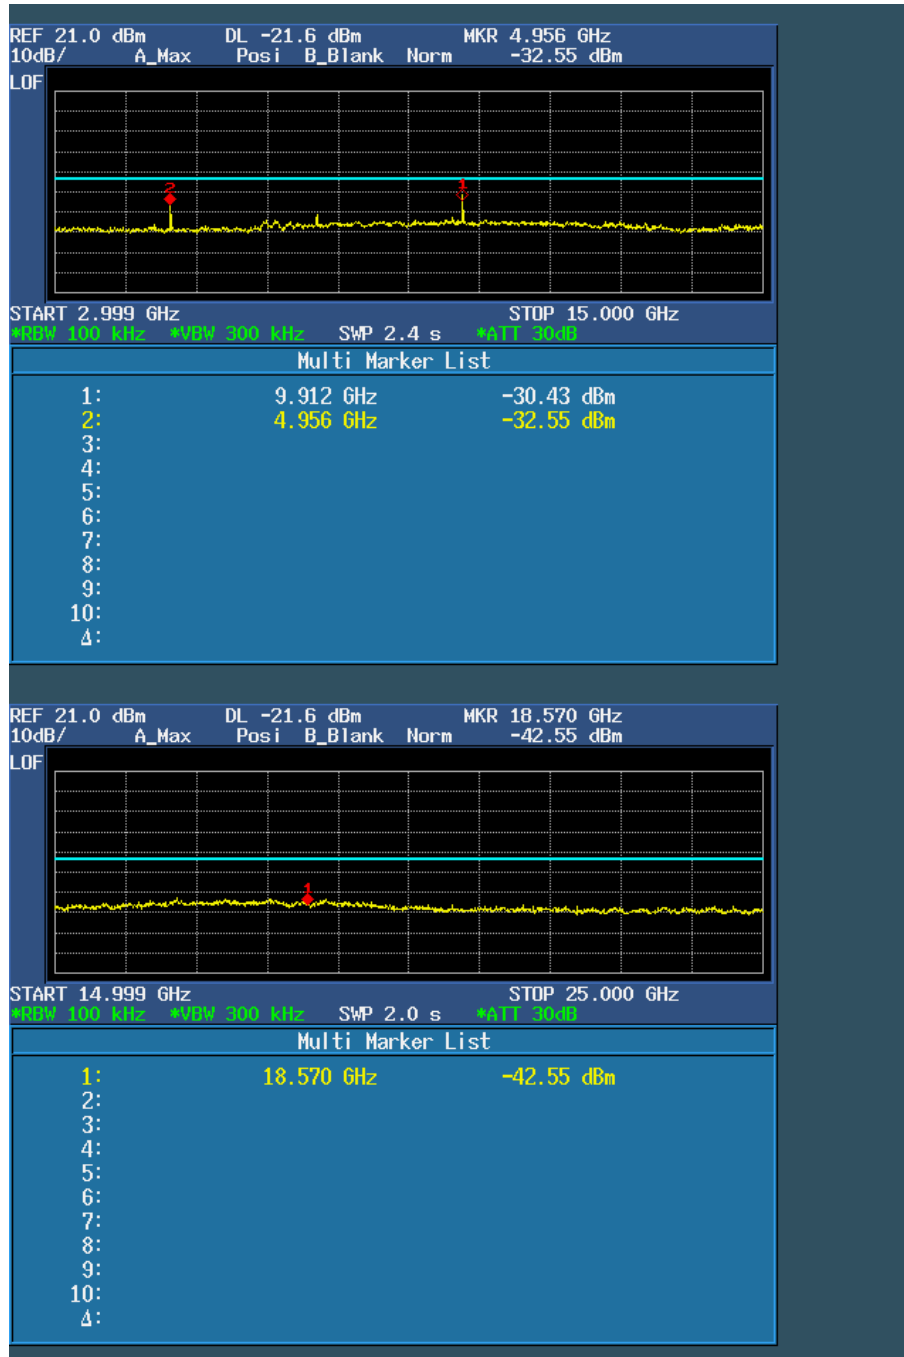 REF 21.0 dBm DL -21.6 dBm MKR 4.956 GHz
10dB/ A_Max Posi B_Blank Norm -32.55 dBm
LOF
2 1
START 2.999 GHz STOP 15.000 GHz
*RBW 100 kHz *VBW 300 kHz SWP 2.4 s *ATT 30dB
Multi Marker List
1: 9.912 GHz -30.43 dBm
2: 4.956 GHz -32.55 dBm
3:
4:
5:
6:
7:
8:
9:
10:
Δ:
REF 21.0 dBm DL -21.6 dBm MKR 18.570 GHz
10dB/ A_Max Posi B_Blank Norm -42.55 dBm
LOF
1
START 14.999 GHz STOP 25.000 GHz
*RBW 100 kHz *VBW 300 kHz SWP 2.0 s *ATT 30dB
Multi Marker List
1: 18.570 GHz -42.55 dBm
2:
3:
4:
5:
6:
7:
8:
9:
10:
Δ: